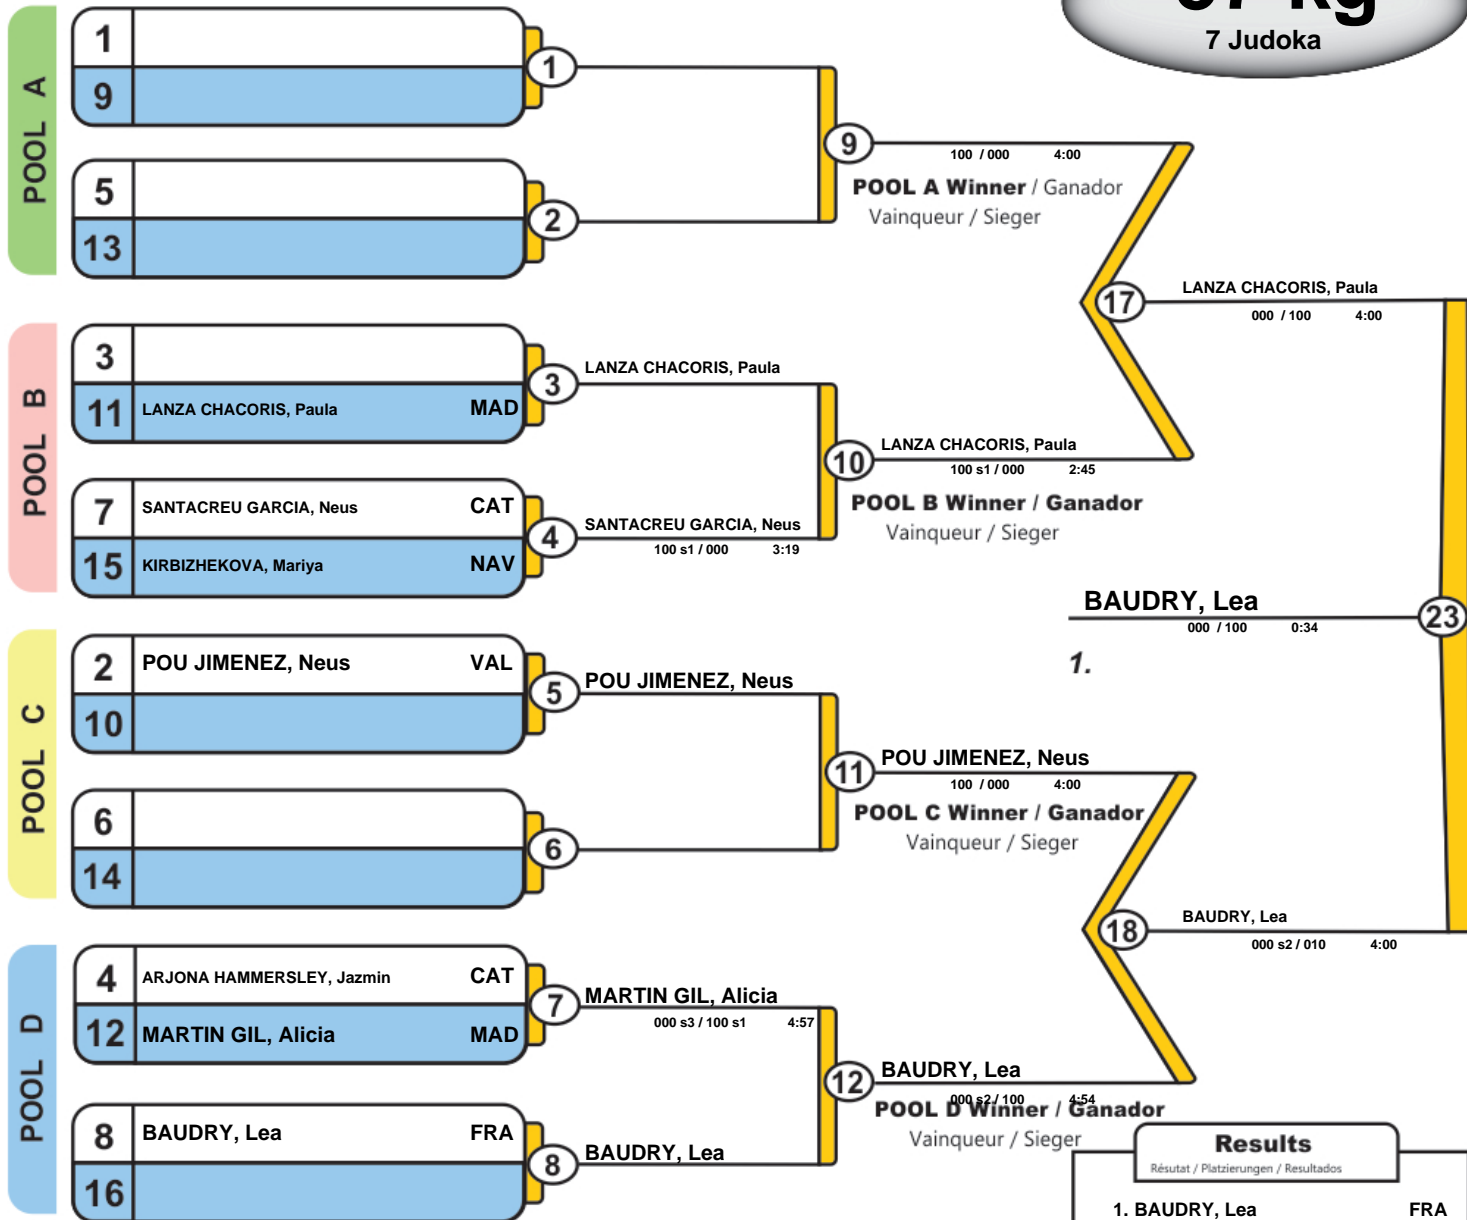 7 Judoka
POOL A
1
9
5
13
1
2
9
100 / 000 4:00
POOL A Winner / Ganador
Vainqueur / Sieger
POOL B
3
11 LANZA CHACORIS, Paula MAD
7 SANTACREU GARCIA, Neus CAT
15 KIRBIZHEKOVA, Mariya NAV
3
LANZA CHACORIS, Paula
4
SANTACREU GARCIA, Neus
100 s1 / 000 3:19
10
LANZA CHACORIS, Paula
100 s1 / 000 2:45
POOL B Winner / Ganador
Vainqueur / Sieger
17
LANZA CHACORIS, Paula
000 / 100 4:00
BAUDRY, Lea
000 / 100 0:34
23
1.
POOL C
2 POU JIMENEZ, Neus VAL
10
6
14
5
POU JIMENEZ, Neus
6
11
POU JIMENEZ, Neus
100 / 000 4:00
POOL C Winner / Ganador
Vainqueur / Sieger
18
BAUDRY, Lea
000 s2 / 010 4:00
POOL D
4 ARJONA HAMMERSLEY, Jazmin CAT
12 MARTIN GIL, Alicia MAD
8 BAUDRY, Lea FRA
16
7
MARTIN GIL, Alicia
000 s3 / 100 s1 4:57
8
BAUDRY, Lea
12
BAUDRY, Lea
000 s2 / 100 4:54
POOL D Winner / Ganador
Vainqueur / Sieger
Results
Résutat / Platzierungen / Resultados
1. BAUDRY, Lea FRA